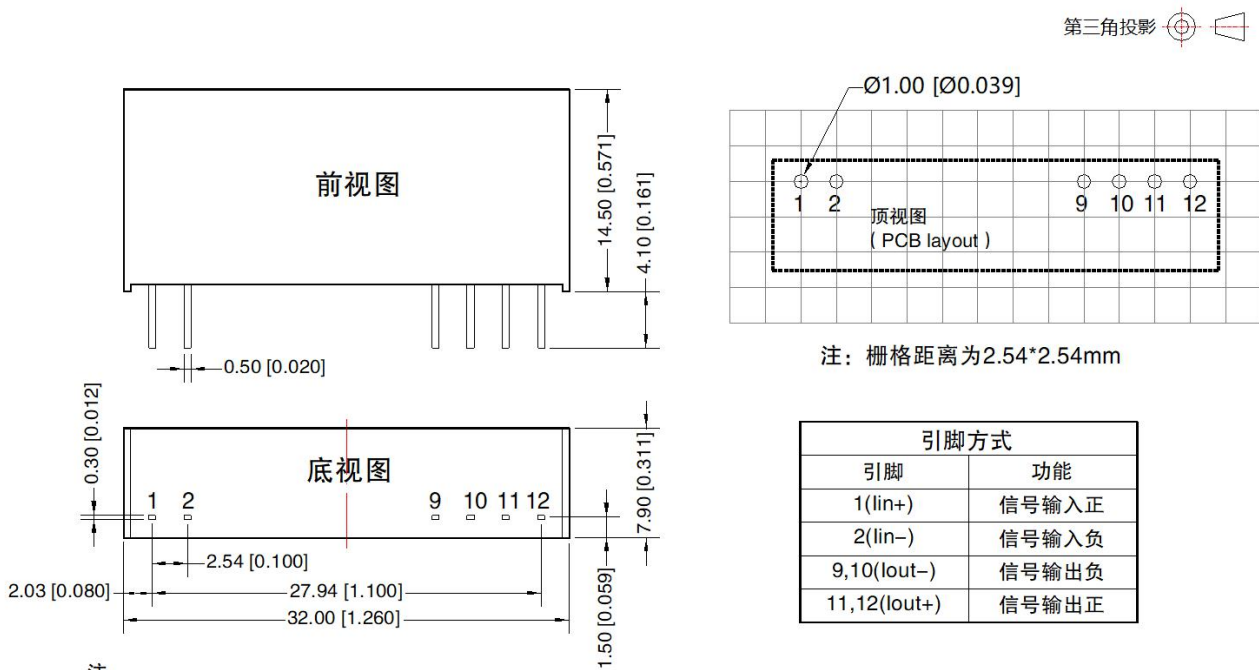 第三角投影
Ø1.00 [Ø0.039]
前视图
14.50 [0.571]
4.10 [0.161]
0.50 [0.020]
1 2 9 10 11 12
顶视图
( PCB layout )
注：栅格距离为2.54*2.54mm
0.30 [0.012]
底视图
1 2 9 10 11 12
7.90 [0.311]
2.54 [0.100]
2.03 [0.080]
27.94 [1.100]
32.00 [1.260]
1.50 [0.059]
引脚方式
引脚 功能
1(Iin+) 信号输入正
2(Iin–) 信号输入负
9,10(Iout–) 信号输出负
11,12(Iout+) 信号输出正
注